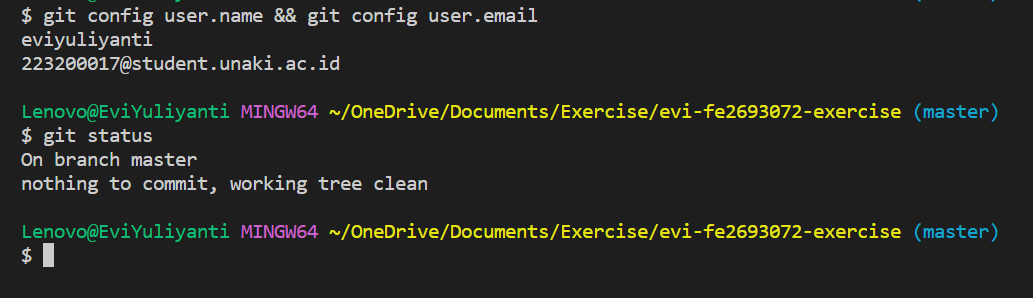 $ git config user.name && git config user.email
eviyuliyanti
223200017@student.unaki.ac.id
Lenovo@EviYuliyanti MINGW64 ~/OneDrive/Documents/Exercise/evi-fe2693072-exercise (master)
$ git status
On branch master
nothing to commit, working tree clean
Lenovo@EviYuliyanti MINGW64 ~/OneDrive/Documents/Exercise/evi-fe2693072-exercise (master)
$